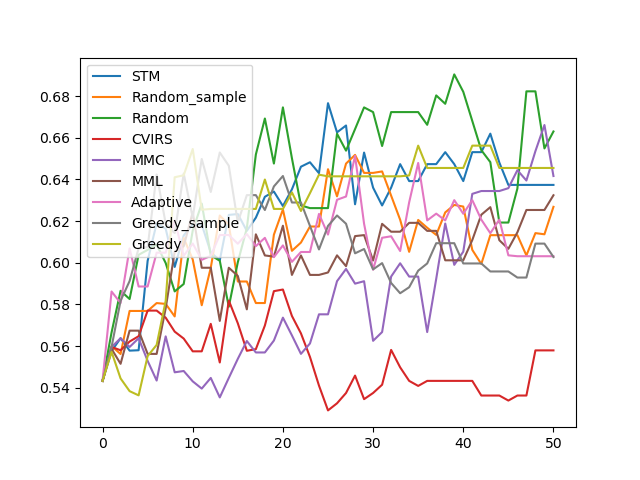 STM
Random_sample
Random
CVIRS
MMC
MML
Adaptive
Greedy_sample
Greedy
0.68
0.66
0.64
0.62
0.60
0.58
0.56
0.54
0 10 20 30 40 50